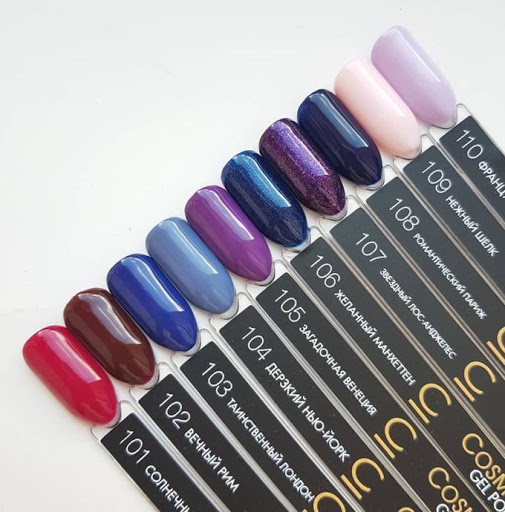 101 СОЛНЕЧНЫ
102 ВЕЧНЫЙ РИМ
103 ТАИНСТВЕННЫЙ ЛОНДОН
104 ДЕРЗКИЙ НЬЮ-ЙОРК
105 ЗАГАДОЧНАЯ ВЕНЕЦИЯ
106 ЖЕЛАННЫЙ МАНХЕТТЕН
107 ЗВЕЗДНЫЙ ЛОС-АНДЖЕЛЕС
108 РОМАНТИЧЕСКИЙ ПАРИЖ
109 НЕЖНЫЙ ШЕЛК
110 ФРАНЦ
COSM
GEL PO
COSM
G